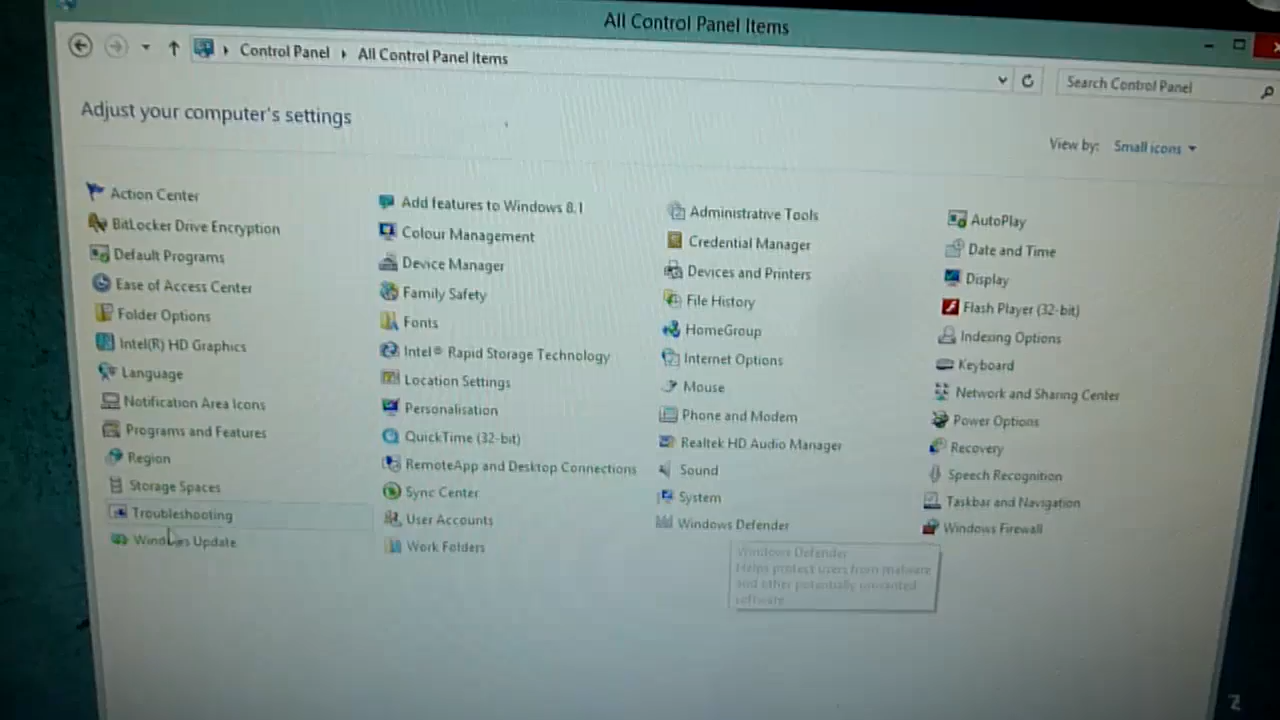 All Control Panel Items
Control Panel All Control Panel Items
Search Control Panel
Adjust your computer's settings
View by: Small icons
Action Center
Add features to Windows 8.1
Administrative Tools
AutoPlay
BitLocker Drive Encryption
Colour Management
Credential Manager
Date and Time
Default Programs
Device Manager
Devices and Printers
Display
Ease of Access Center
Family Safety
File History
Flash Player (32-bit)
Folder Options
Fonts
HomeGroup
Indexing Options
Intel(R) HD Graphics
Intel® Rapid Storage Technology
Internet Options
Keyboard
Language
Location Settings
Mouse
Network and Sharing Center
Notification Area Icons
Personalisation
Phone and Modem
Power Options
Programs and Features
QuickTime (32-bit)
Realtek HD Audio Manager
Recovery
Region
RemoteApp and Desktop Connections
Sound
Speech Recognition
Storage Spaces
Sync Center
System
Taskbar and Navigation
Troubleshooting
User Accounts
Windows Defender
Windows Firewall
Windows Update
Work Folders
Windows Defender
Helps protect users from malware
and other potentially unwanted
software